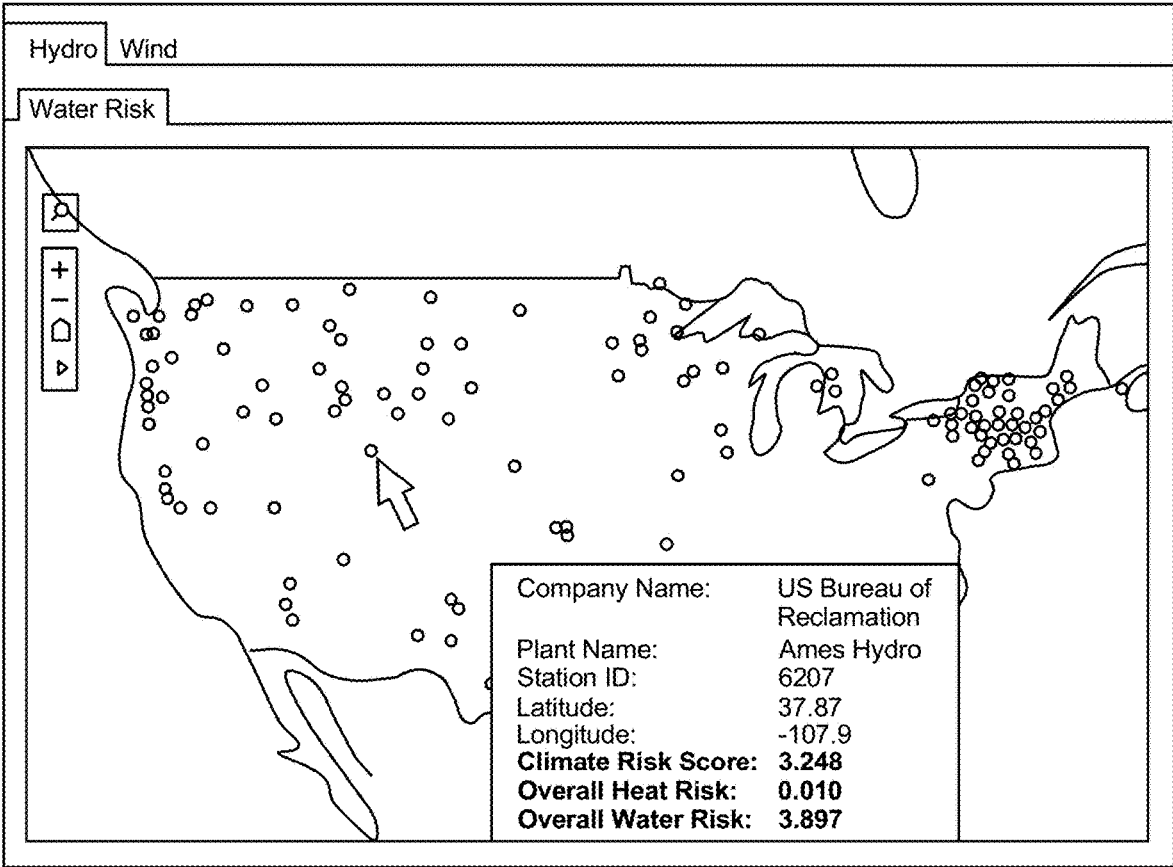 Hydro Wind
Water Risk
+
−
Company Name: US Bureau of
Reclamation
Plant Name: Ames Hydro
Station ID: 6207
Latitude: 37.87
Longitude: -107.9
Climate Risk Score: 3.248
Overall Heat Risk: 0.010
Overall Water Risk: 3.897